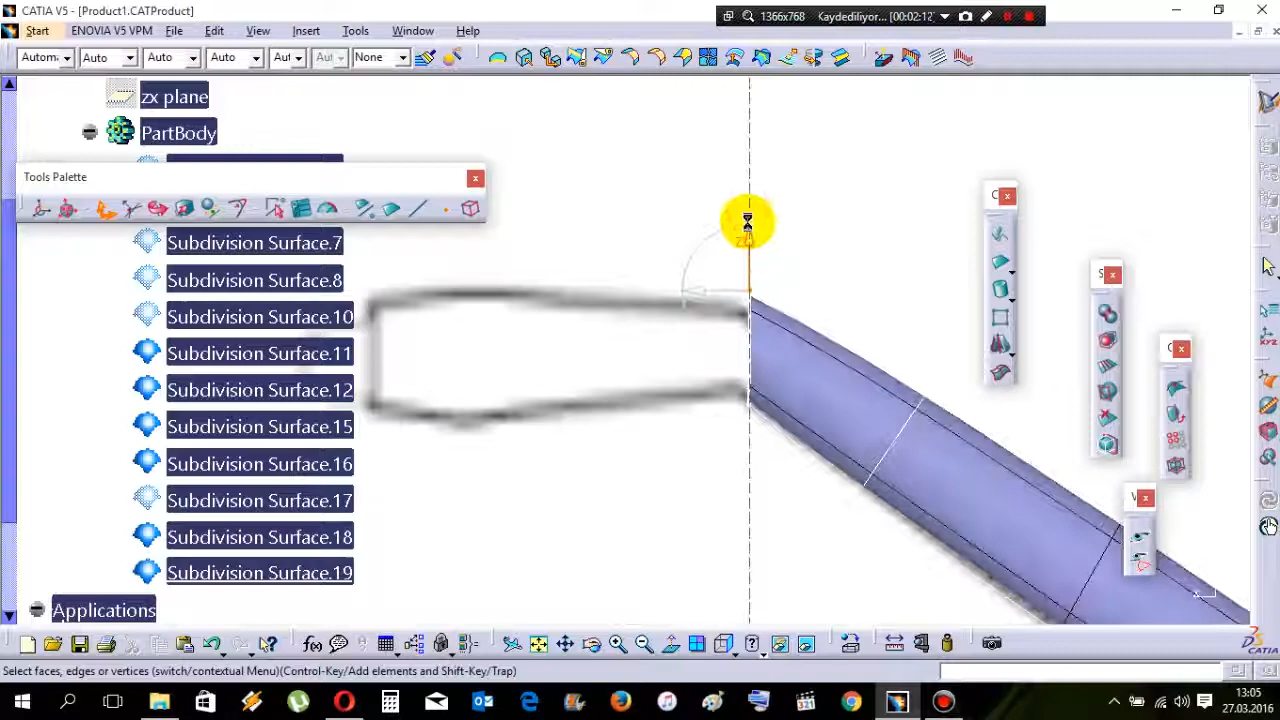 CATIA V5 - [Product1.CATProduct]
1366x768 Kaydediliyor... [00:02:12]
Start ENOVIA V5 VPM File Edit View Insert Tools Window Help
Autom Auto Auto Auto Aut Aut None
zx plane
PartBody
Tools Palette
Subdivision Surface.7
Subdivision Surface.8
Subdivision Surface.10
Subdivision Surface.11
Subdivision Surface.12
Subdivision Surface.15
Subdivision Surface.16
Subdivision Surface.17
Subdivision Surface.18
Subdivision Surface.19
Applications
Select faces, edges or vertices (switch/contextual Menu)(Control-Key/Add elements and Shift-Key/Trap)
CATIA
13:05
27.03.2016